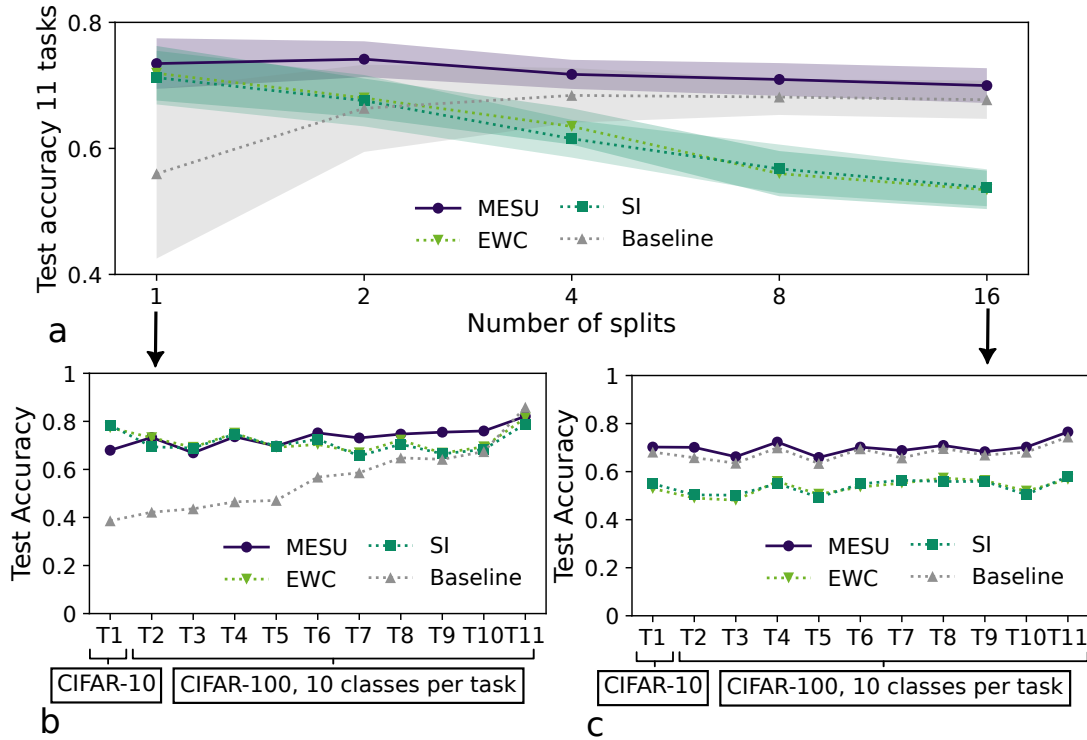 Test accuracy 11 tasks
0.8
0.6
0.4
MESU
SI
EWC
Baseline
1
2
4
8
16
Number of splits
a
Test Accuracy
1
0.8
0.6
0.4
0.2
0
MESU
SI
EWC
Baseline
T1 T2 T3 T4 T5 T6 T7 T8 T9 T10 T11
CIFAR-10
CIFAR-100, 10 classes per task
b
Test Accuracy
1
0.8
0.6
0.4
0.2
0
MESU
SI
EWC
Baseline
T1 T2 T3 T4 T5 T6 T7 T8 T9 T10 T11
CIFAR-10
CIFAR-100, 10 classes per task
c